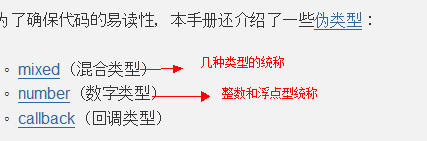 为了确保代码的易读性，本手册还介绍了一些伪类型：
mixed（混合类型） 几种类型的统称
number（数字类型） 整数和浮点型统称
callback（回调类型）